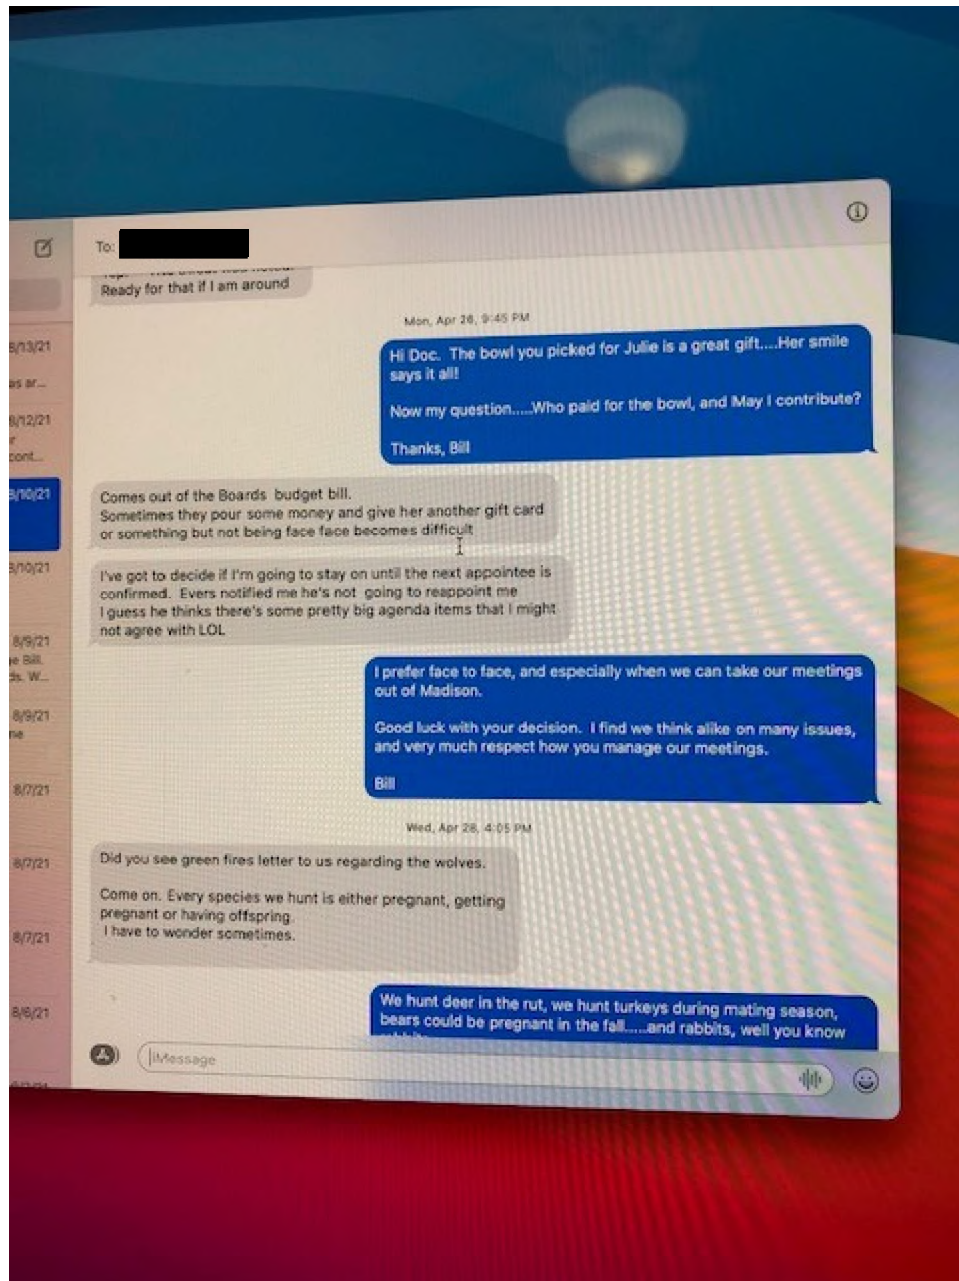 To:
Ready for that if I am around
Mon, Apr 26, 9:45 PM
Hi Doc. The bowl you picked for Julie is a great gift....Her smile
says it all!
Now my question.....Who paid for the bowl, and May I contribute?
Thanks, Bill
Comes out of the Boards budget bill.
Sometimes they pour some money and give her another gift card
or something but not being face face becomes difficult
I've got to decide if I'm going to stay on until the next appointee is
confirmed. Evers notified me he's not going to reappoint me
I guess he thinks there's some pretty big agenda items that I might
not agree with LOL
I prefer face to face, and especially when we can take our meetings
out of Madison.
Good luck with your decision. I find we think alike on many issues,
and very much respect how you manage our meetings.
Bill
Wed, Apr 28, 4:05 PM
Did you see green fires letter to us regarding the wolves.
Come on. Every species we hunt is either pregnant, getting
pregnant or having offspring.
I have to wonder sometimes.
We hunt deer in the rut, we hunt turkeys during mating season,
bears could be pregnant in the fall.....and rabbits, well you know
iMessage
8/13/21
as ar...
8/12/21
r
cont...
8/10/21
8/10/21
8/9/21
e Bill.
ds. W...
8/9/21
ne
8/7/21
8/7/21
8/7/21
8/6/21